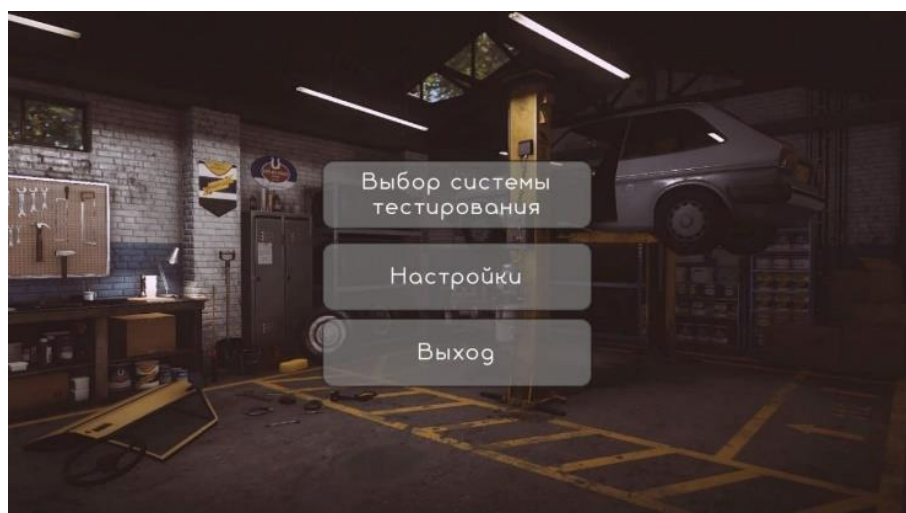 Выбор системы
тестирования
Настройки
Выход